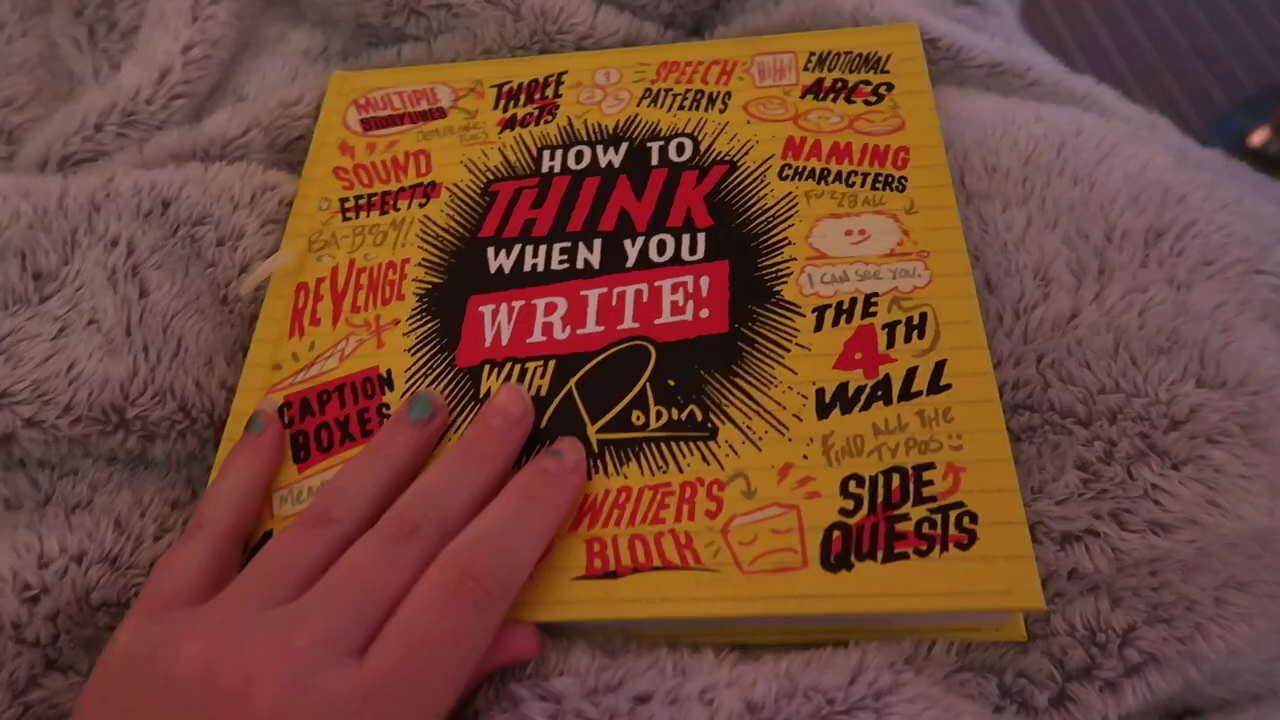 MULTIPLE
STORYLINES
THREE
ACTS
SPEECH
PATTERNS
EMOTIONAL
ARCS
SOUND
EFFECTS
BA-BOM!!
REVENGE
CAPTION
BOXES
HOW TO
THINK
WHEN YOU
WRITE!
WITH
Robin
NAMING
CHARACTERS
FUZZBALL
I CAN SEE YOU.
THE
4TH
WALL
FIND ALL THE
TYPOS
WRITER'S
BLOCK
SIDE
QUESTS